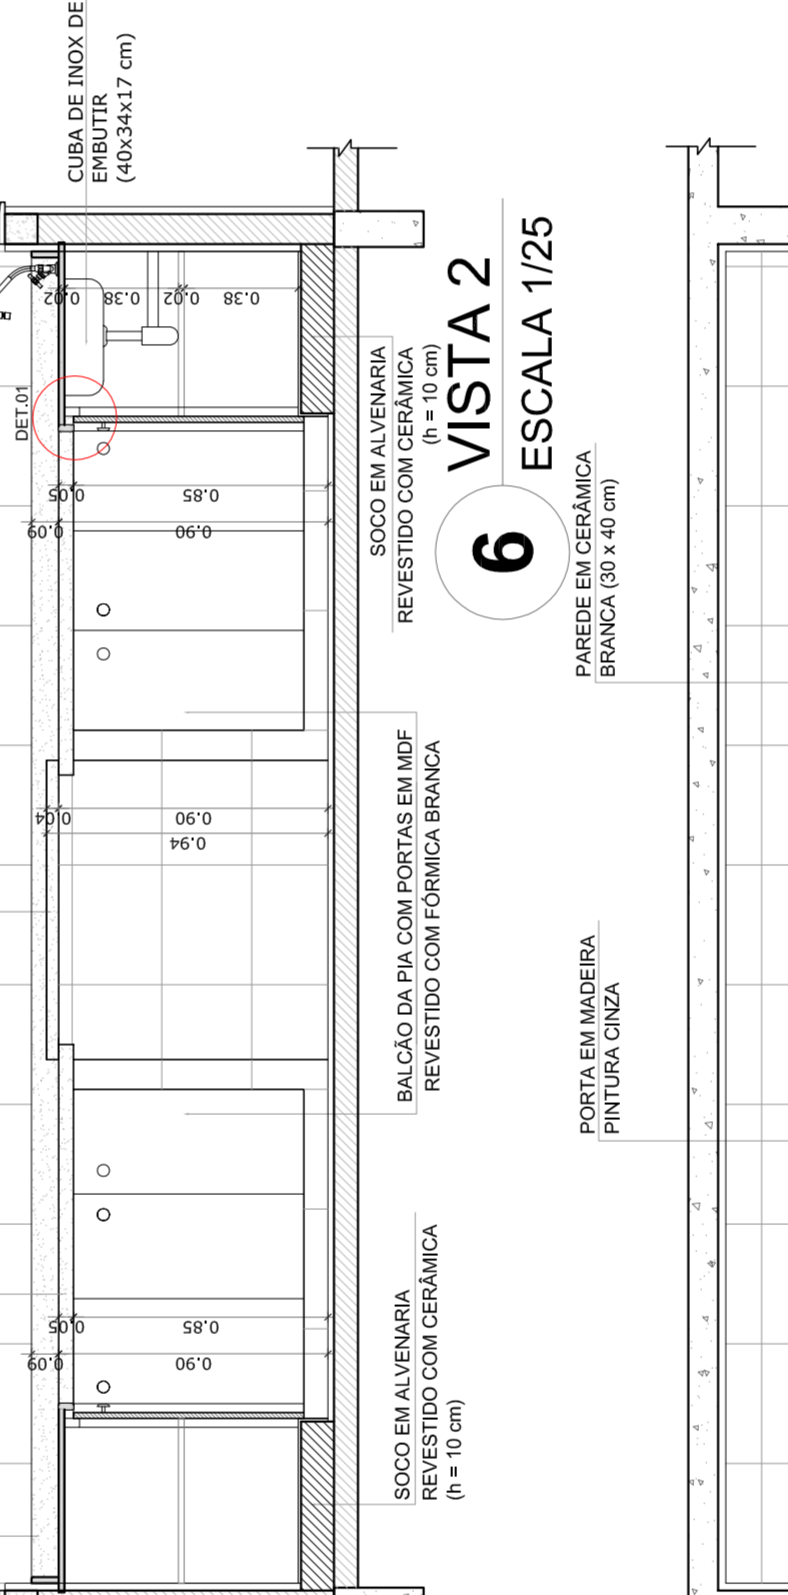 CUBA DE INOX DE
EMBUTIR
(40x34x17 cm)
0.02
0.38
0.02
0.38
DET.01
0.05
0.85
0.09
0.90
SOCO EM ALVENARIA
REVESTIDO COM CERÂMICA
(h = 10 cm)
6
VISTA 2
ESCALA 1/25
PAREDE EM CERÂMICA
BRANCA (30 x 40 cm)
0.04
0.90
0.94
BALCÃO DA PIA COM PORTAS EM MDF
REVESTIDO COM FÓRMICA BRANCA
PORTA EM MADEIRA
PINTURA CINZA
0.05
0.85
0.09
0.90
SOCO EM ALVENARIA
REVESTIDO COM CERÂMICA
(h = 10 cm)